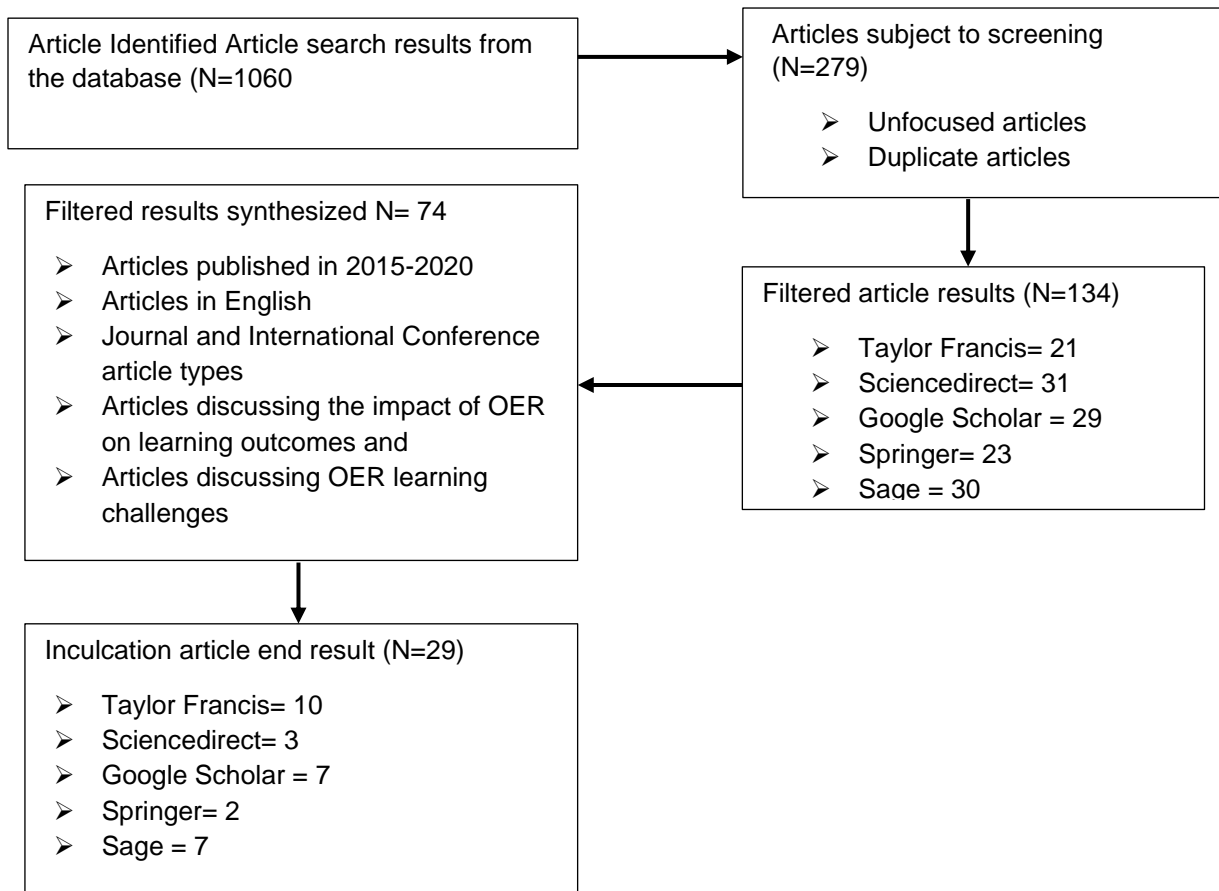 Article Identified Article search results from
the database (N=1060
Articles subject to screening
(N=279)
➢ Unfocused articles
➢ Duplicate articles
Filtered article results (N=134)
➢ Taylor Francis= 21
➢ Sciencedirect= 31
➢ Google Scholar = 29
➢ Springer= 23
➢ Sage = 30
Filtered results synthesized N= 74
➢ Articles published in 2015-2020
➢ Articles in English
➢ Journal and International Conference
article types
➢ Articles discussing the impact of OER
on learning outcomes and
➢ Articles discussing OER learning
challenges
Inculcation article end result (N=29)
➢ Taylor Francis= 10
➢ Sciencedirect= 3
➢ Google Scholar = 7
➢ Springer= 2
➢ Sage = 7